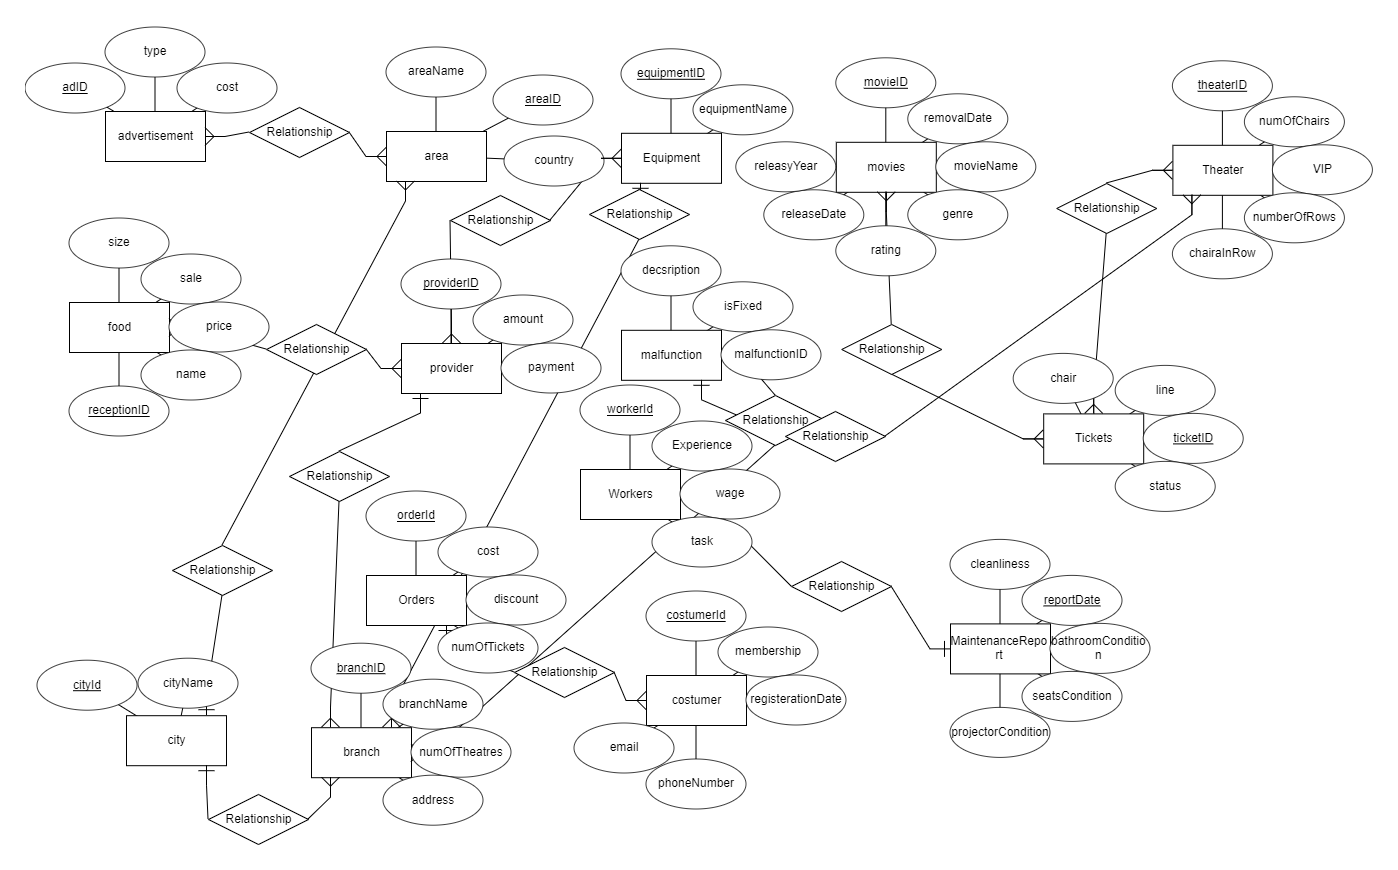 type
adID
cost
advertisement
Relationship
areaName
areaID
area
country
equipmentID
equipmentName
Equipment
Relationship
Relationship
movieID
removalDate
releasyYear
movies
movieName
releaseDate
genre
rating
theaterID
numOfChairs
Theater
VIP
numberOfRows
chairaInRow
Relationship
size
sale
food
price
name
receptionID
Relationship
providerID
amount
provider
payment
decsription
isFixed
malfunction
malfunctionID
Relationship
Relationship
Relationship
chair
line
Tickets
ticketID
status
workerId
Experience
Workers
wage
task
Relationship
orderId
cost
Orders
discount
numOfTickets
Relationship
Relationship
cleanliness
reportDate
MaintenanceRepo
rt
bathroomConditio
n
seatsCondition
projectorCondition
costumerId
membership
Relationship
costumer
registerationDate
email
phoneNumber
cityId
cityName
city
branchID
branchName
branch
numOfTheatres
address
Relationship